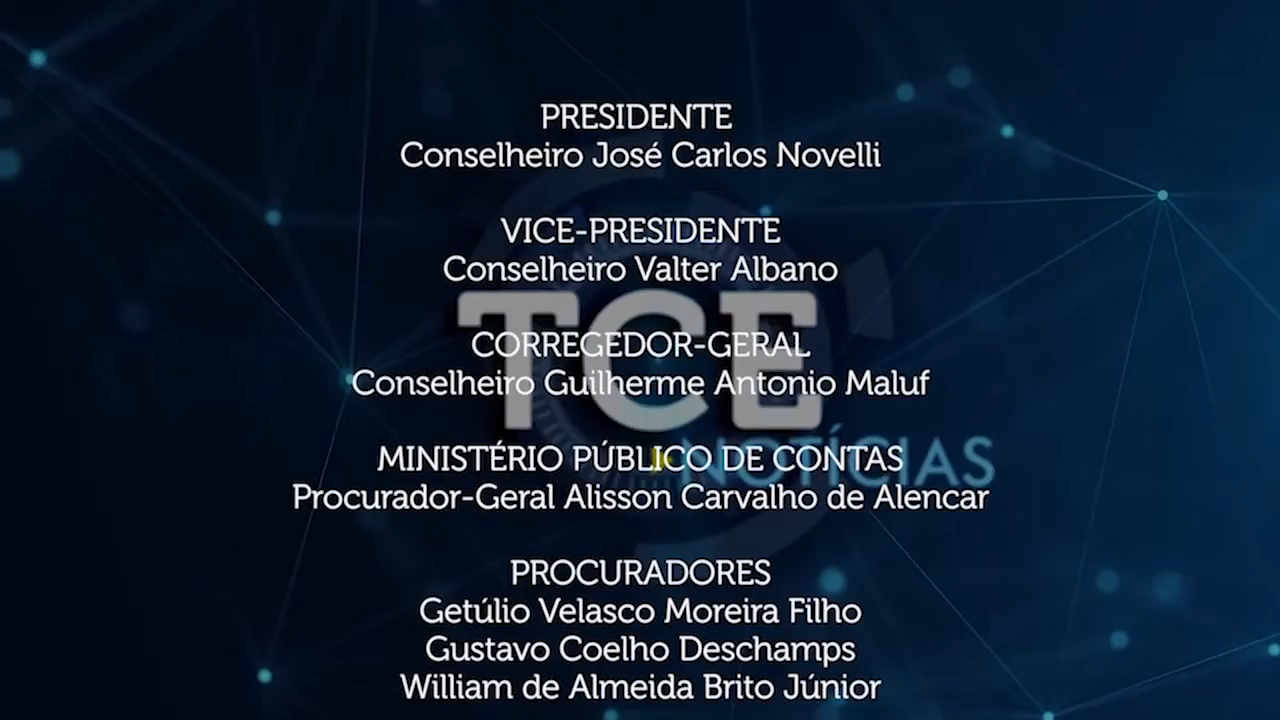 PRESIDENTE
Conselheiro José Carlos Novelli
VICE-PRESIDENTE
Conselheiro Valter Albano
TCE
CORREGEDOR-GERAL
Conselheiro Guilherme Antonio Maluf
NOTÍCIAS
MINISTÉRIO PÚBLICO DE CONTAS
Procurador-Geral Alisson Carvalho de Alencar
PROCURADORES
Getúlio Velasco Moreira Filho
Gustavo Coelho Deschamps
William de Almeida Brito Júnior